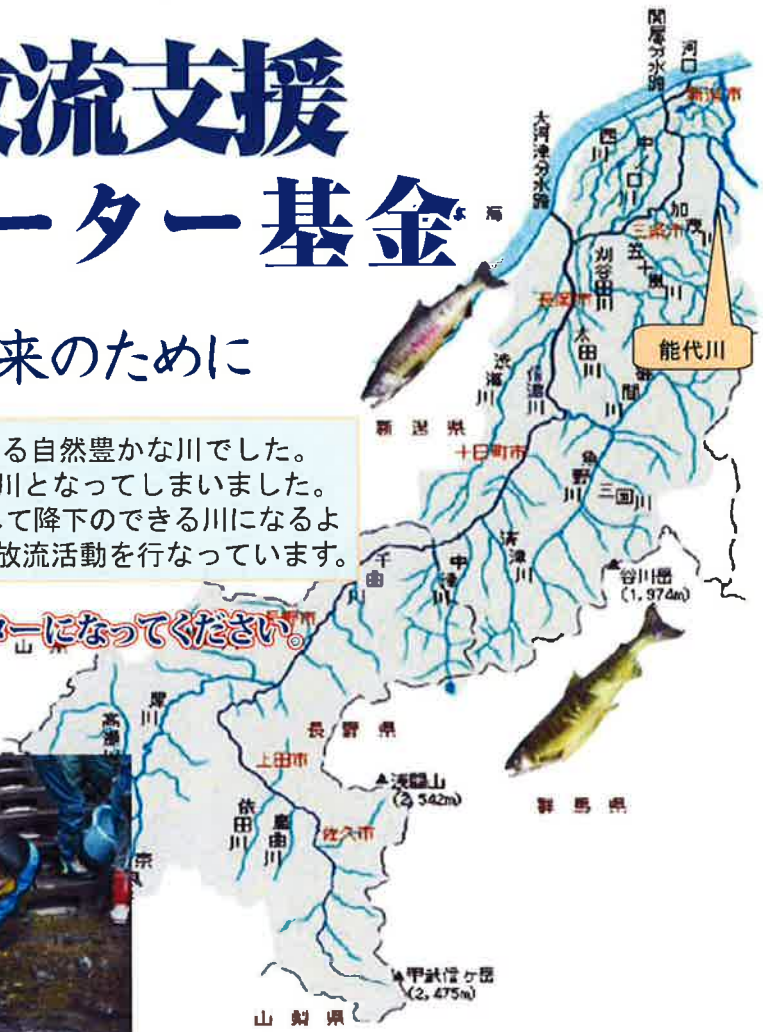 流支援
ーター基金
来のために
る自然豊かな川でした。
川となってしまいました。
して降下のできる川になるよ
放流活動を行なっています。
ターになってください。
関屋分水路
河口
新潟市
大河津分水路
西川
中ノ口川
加茂川
三条市
五十嵐川
刈谷田川
長岡市
太田川
能代川
渋海川
信濃川
新潟県
十日町市
魚野川
三国川
清津川
中津川
谷川岳
(1,974m)
千曲川
長野市
犀川
長野県
上田市
浅間山
(2,542m)
群馬県
依田川
鹿曲川
佐久市
甲武信ヶ岳
(2,475m)
山梨県